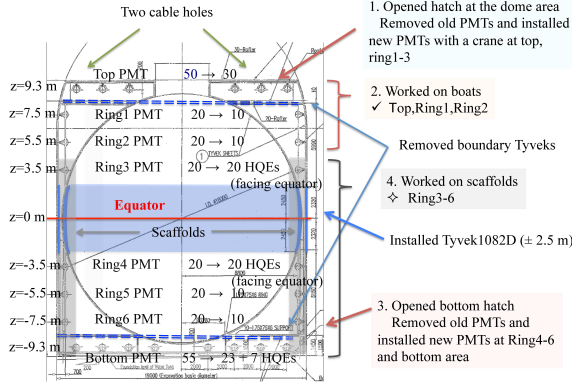 Two cable holes
1. Opened hatch at the dome area
Removed old PMTs and installed
new PMTs with a crane at top,
ring1-3
Top PMT 50 → 30
z=9.3 m
2. Worked on boats
✓ Top,Ring1,Ring2
z=7.5 m Ring1 PMT 20 → 10
20-Roller
z=5.5 m Ring2 PMT 20 → 10
Removed boundary Tyveks
1 TYVEK SHEETS
z=3.5 m Ring3 PMT 20 → 20 HQEs
(facing equator)
4. Worked on scaffolds
✧ Ring3-6
Equator
z=0 m
Scaffolds
Installed Tyvek1082D (± 2.5 m)
z=-3.5 m Ring4 PMT 20 → 20 HQEs
(facing equator)
z=-5.5 m Ring5 PMT 20 → 10
z=-7.5 m Ring6 PMT 20 → 10
3. Opened bottom hatch
Removed old PMTs and
installed new PMTs at Ring4-6
and bottom area
z=-9.3 m
Bottom PMT 55 → 23 + 7 HQEs